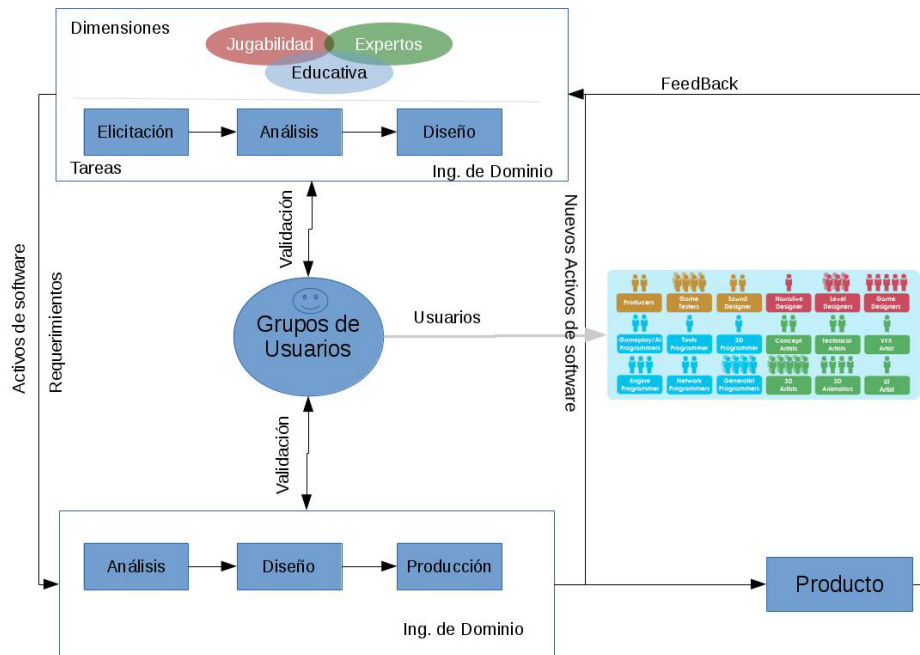 Dimensiones
Jugabilidad
Expertos
Educativa
FeedBack
Elicitación
Análisis
Diseño
Tareas
Ing. de Dominio
Activos de software
Requerimientos
Validación
Nuevos Activos de software
Grupos de
Usuarios
Usuarios
Producers
Game
Testers
Sound
Designer
Narrative
Designer
Level
Designers
Game
Designers
Gameplay/AI
Programmers
Tools
Programmer
3D
Programmer
Concept
Artists
Technical
Artists
VFX
Artist
Engine
Programmer
Network
Programmers
Generalist
Programmers
3D
Artists
3D
Animators
UI
Artist
Validación
Análisis
Diseño
Producción
Ing. de Dominio
Producto